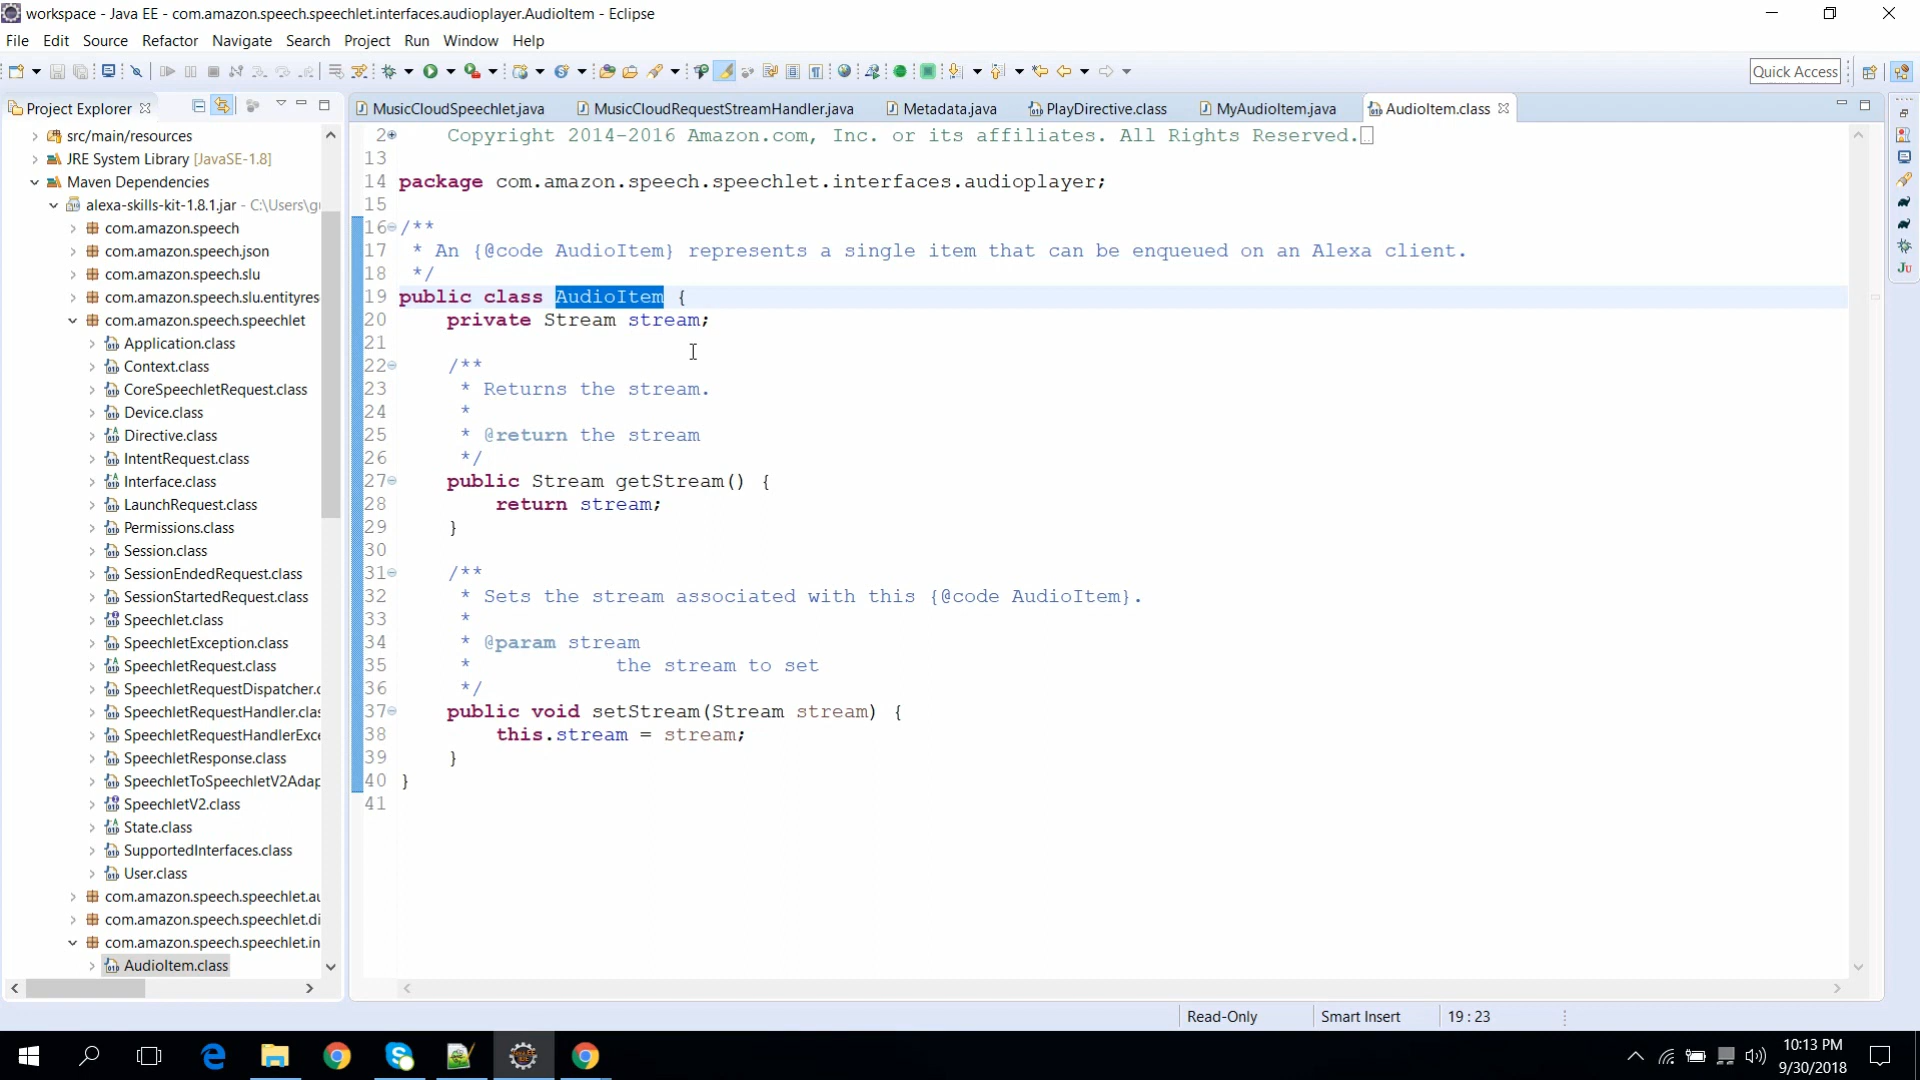 workspace - Java EE - com.amazon.speech.speechlet.interfaces.audioplayer.AudioItem - Eclipse
File Edit Source Refactor Navigate Search Project Run Window Help
Quick Access
Project Explorer
MusicCloudSpeechlet.java MusicCloudRequestStreamHandler.java Metadata.java PlayDirective.class MyAudioItem.java AudioItem.class
src/main/resources
JRE System Library [JavaSE-1.8]
Maven Dependencies
alexa-skills-kit-1.8.1.jar - C:\Users\g
com.amazon.speech
com.amazon.speech.json
com.amazon.speech.slu
com.amazon.speech.slu.entityres
com.amazon.speech.speechlet
Application.class
Context.class
CoreSpeechletRequest.class
Device.class
Directive.class
IntentRequest.class
Interface.class
LaunchRequest.class
Permissions.class
Session.class
SessionEndedRequest.class
SessionStartedRequest.class
Speechlet.class
SpeechletException.class
SpeechletRequest.class
SpeechletRequestDispatcher.c
SpeechletRequestHandler.clas
SpeechletRequestHandlerExce
SpeechletResponse.class
SpeechletToSpeechletV2Adap
SpeechletV2.class
State.class
SupportedInterfaces.class
User.class
com.amazon.speech.speechlet.au
com.amazon.speech.speechlet.di
com.amazon.speech.speechlet.in
AudioItem.class
2 Copyright 2014-2016 Amazon.com, Inc. or its affiliates. All Rights Reserved.
13
14 package com.amazon.speech.speechlet.interfaces.audioplayer;
15
16 /**
17 * An {@code AudioItem} represents a single item that can be enqueued on an Alexa client.
18 */
19 public class AudioItem {
20 private Stream stream;
21
22 /**
23 * Returns the stream.
24 *
25 * @return the stream
26 */
27 public Stream getStream() {
28 return stream;
29 }
30
31 /**
32 * Sets the stream associated with this {@code AudioItem}.
33 *
34 * @param stream
35 * the stream to set
36 */
37 public void setStream(Stream stream) {
38 this.stream = stream;
39 }
40 }
41
Read-Only Smart Insert 19 : 23
10:13 PM
9/30/2018